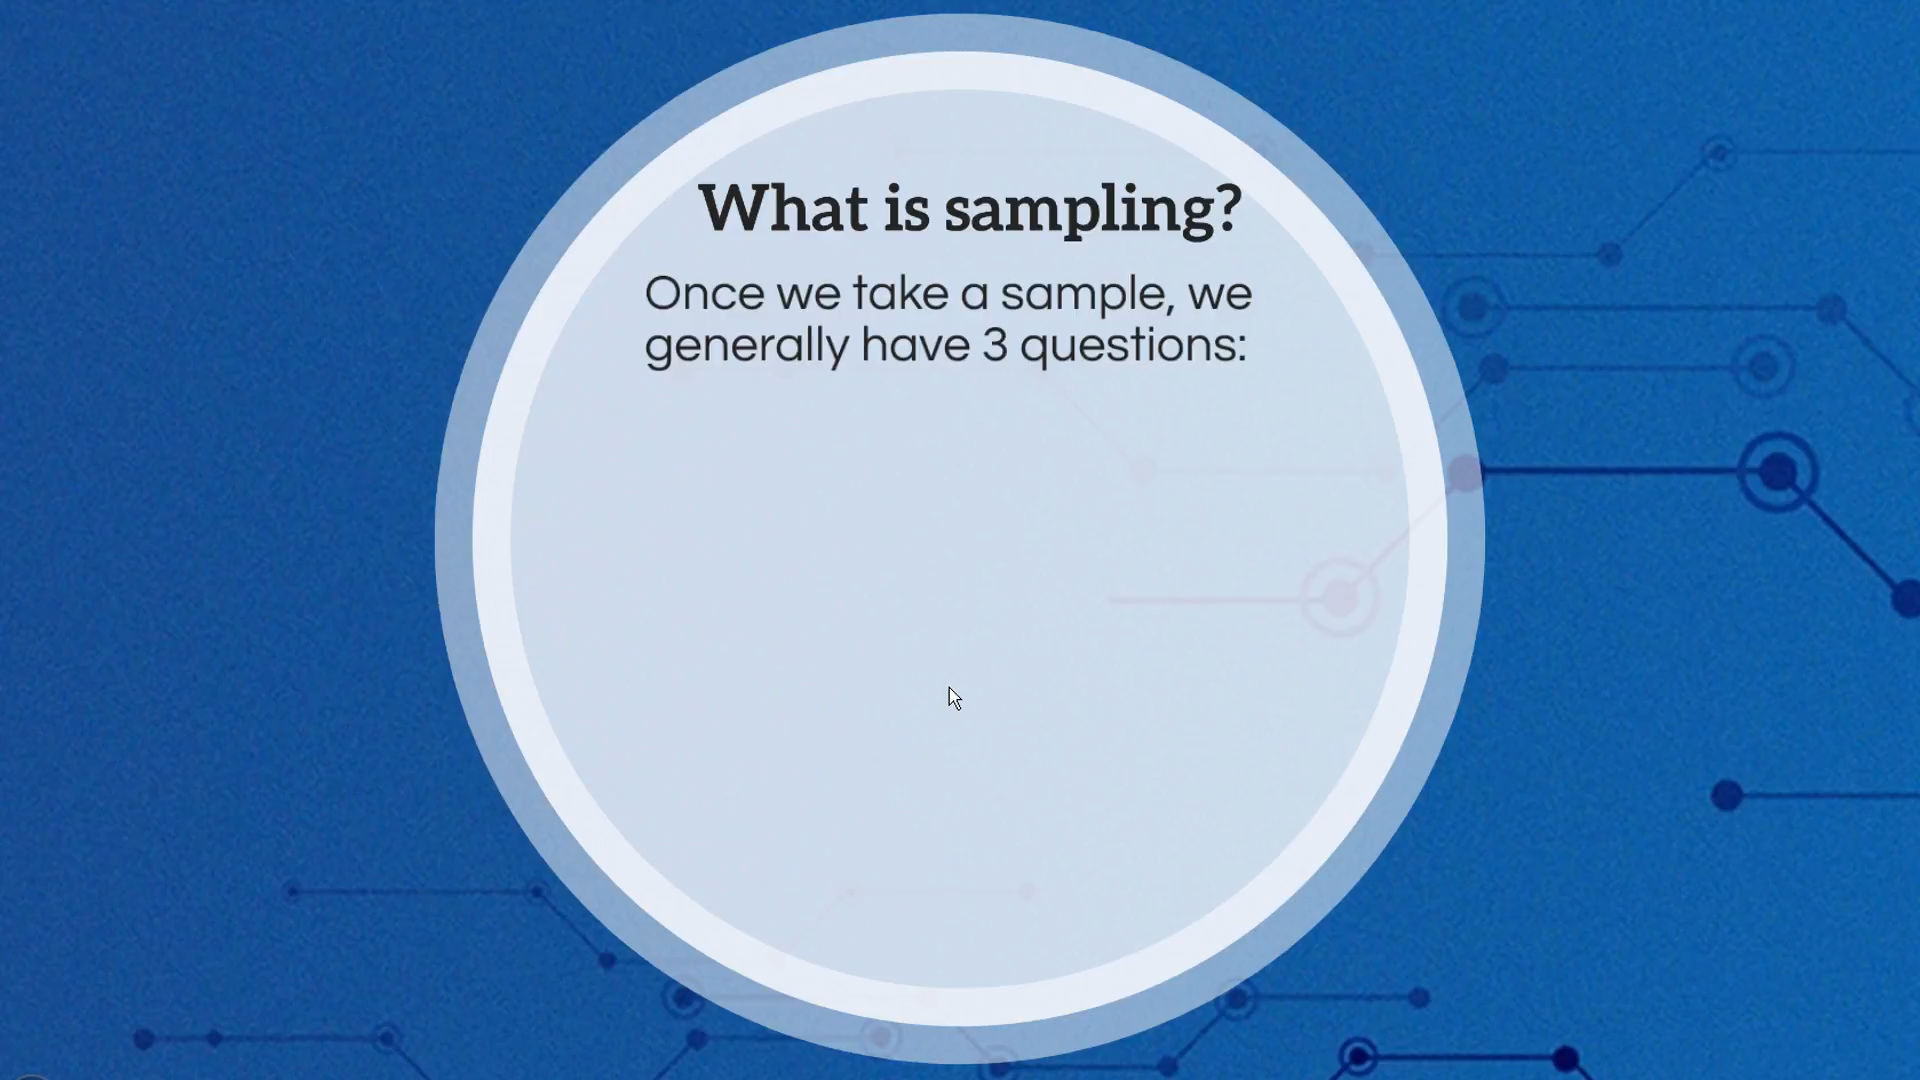 What is sampling?
Once we take a sample, we
generally have 3 questions: